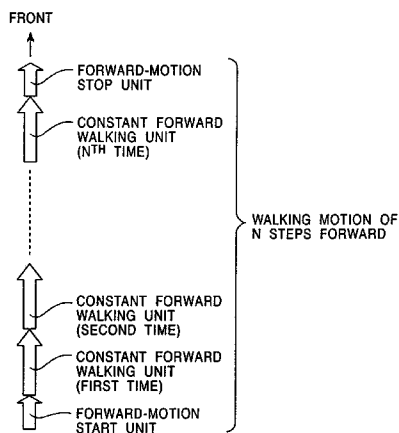 FRONT
FORWARD-MOTION
STOP UNIT
CONSTANT FORWARD
WALKING UNIT
(NTH TIME)
WALKING MOTION OF
N STEPS FORWARD
CONSTANT FORWARD
WALKING UNIT
(SECOND TIME)
CONSTANT FORWARD
WALKING UNIT
(FIRST TIME)
FORWARD-MOTION
START UNIT